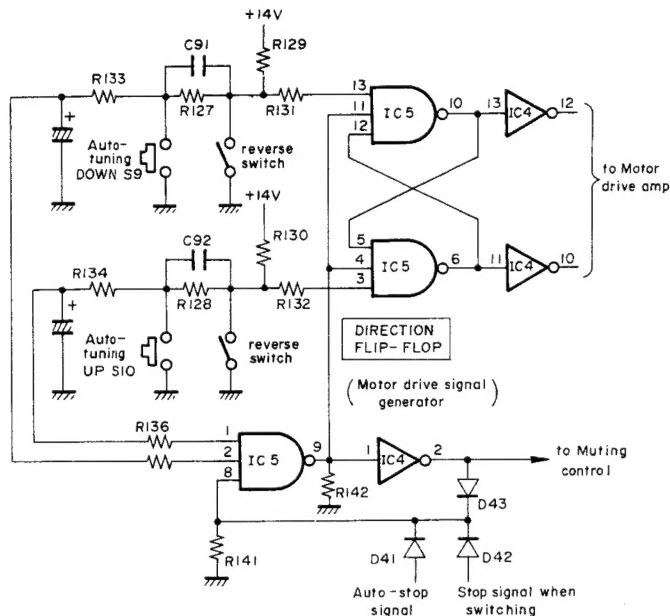 +14V
C91
R129
R133
R127
R131
13
11
12
IC5
10
13
IC4
12
+
Auto-
tuning
DOWN S9
reverse
switch
to Motor
drive amp
+14V
C92
R130
R134
R128
R132
5
4
3
IC5
6
11
IC4
10
+
Auto-
tuning
UP S10
reverse
switch
DIRECTION
FLIP-FLOP
(Motor drive signal
generator)
R136
1
2
8
IC5
9
1
IC4
2
to Muting
control
R142
D43
R141
D41
D42
Auto-stop
signal
Stop signal when
switching